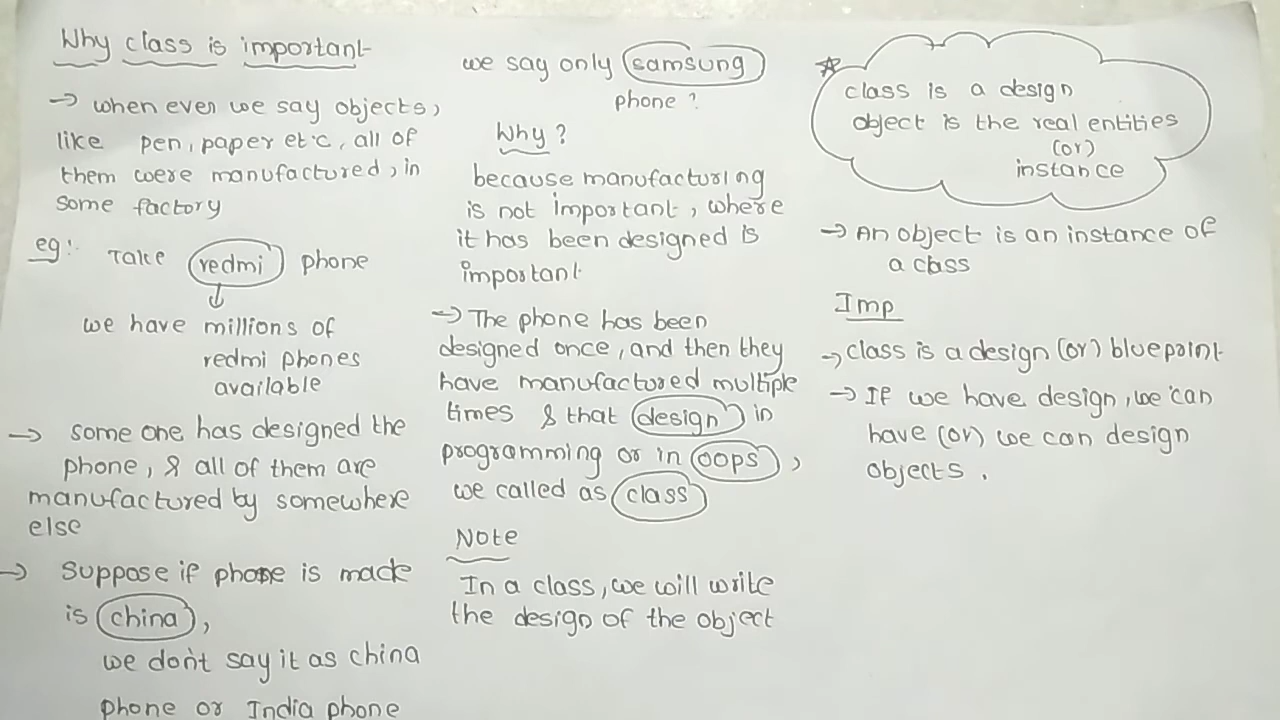 Why class is important
→ when ever we say objects,
like pen, paper etc, all of
them were manufactured, in
some factory
eg:. Take redmi phone
we have millions of
redmi phones
available
→ some one has designed the
phone, & all of them are
manufactured by somewhere
else
→ suppose if phone is made
is china,
we don't say it as china
phone or India phone
we say only samsung
phone?
Why?
because manufacturing
is not important, where
it has been designed is
important
→ The phone has been
designed once, and then they
have manufactured multiple
times & that design in
programming or in OOPS,
we called as class
Note
In a class, we will write
the design of the object
☆
class is a design
object is the real entities
(or)
instance
→ An object is an instance of
a class
Imp
→ class is a design (or) blueprint
→ If we have design, we can
have (or) we can design
objects.